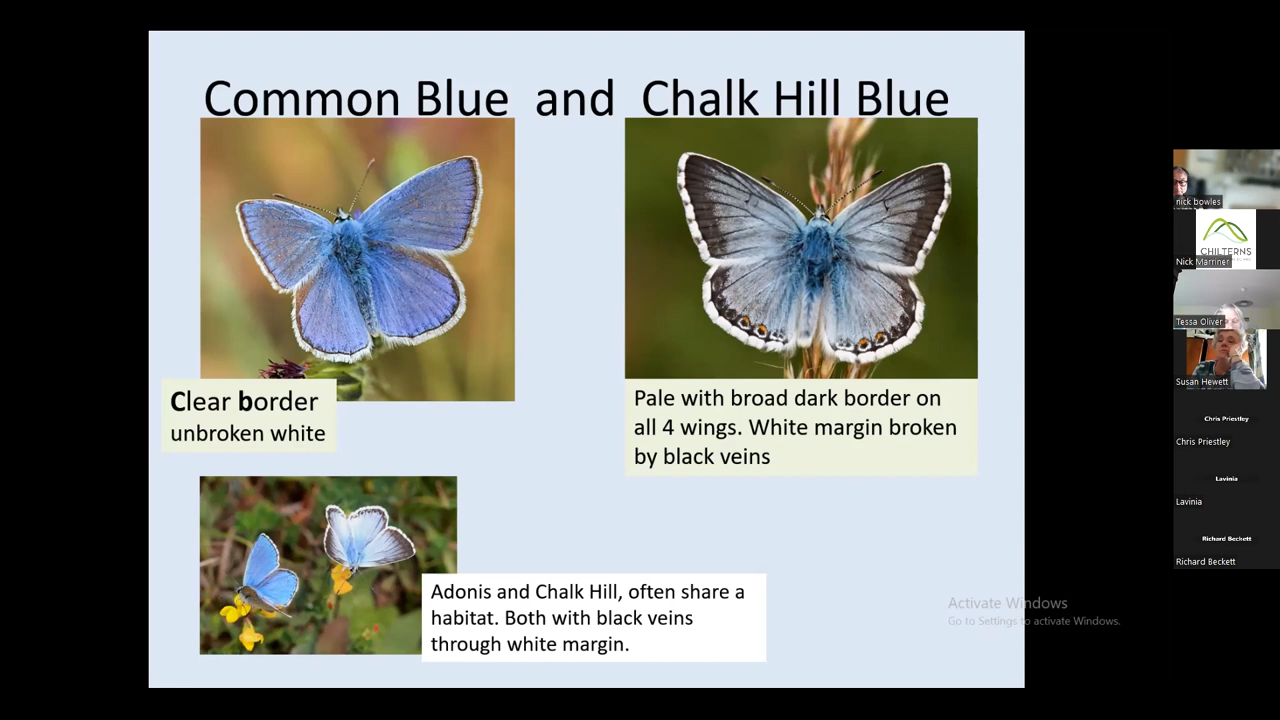 Common Blue and Chalk Hill Blue
Clear border
unbroken white
Pale with broad dark border on
all 4 wings. White margin broken
by black veins
Adonis and Chalk Hill, often share a
habitat. Both with black veins
through white margin.
Activate Windows
Go to Settings to activate Windows.
nick bowles
CHILTERNS
Nick Marriner
Tessa Oliver
Susan Hewett
Chris Priestley
Chris Priestley
Lavinia
Lavinia
Richard Beckett
Richard Beckett